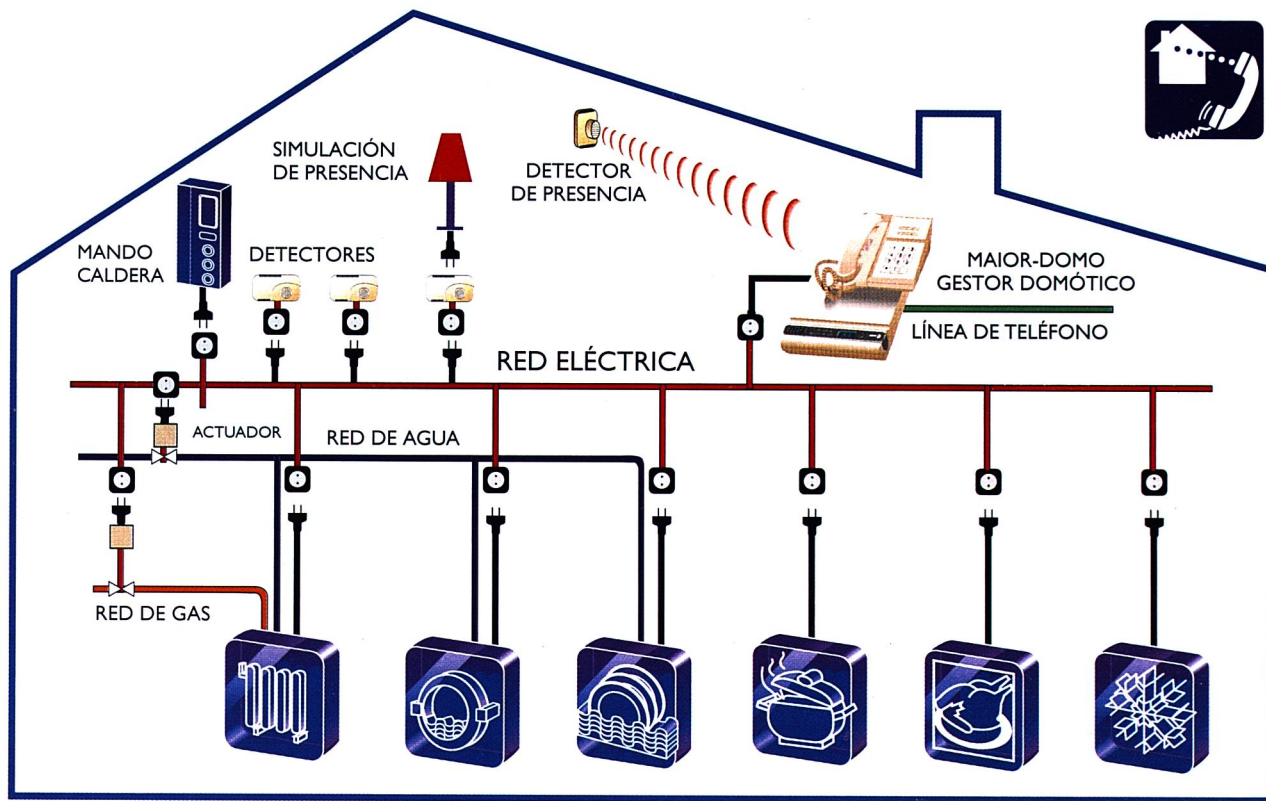 SIMULACIÓN
DE PRESENCIA
DETECTOR
DE PRESENCIA
MANDO
CALDERA
DETECTORES
MAIOR-DOMO
GESTOR DOMÓTICO
LÍNEA DE TELÉFONO
RED ELÉCTRICA
ACTUADOR
RED DE AGUA
RED DE GAS